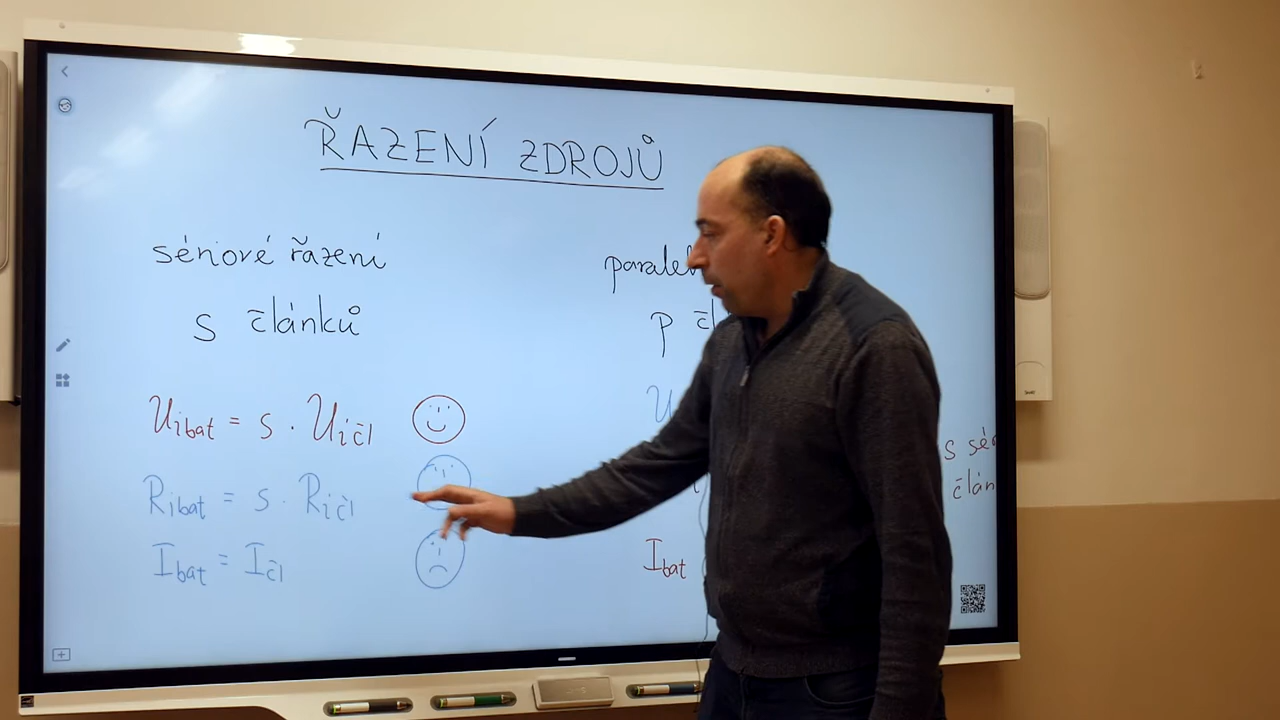 ŘAZENÍ ZDROJŮ
sériové řazení
s článků
Uibat = s · Uičl
Ribat = s · Ričl
Ibat = Ičl
p
U
Ibat
s